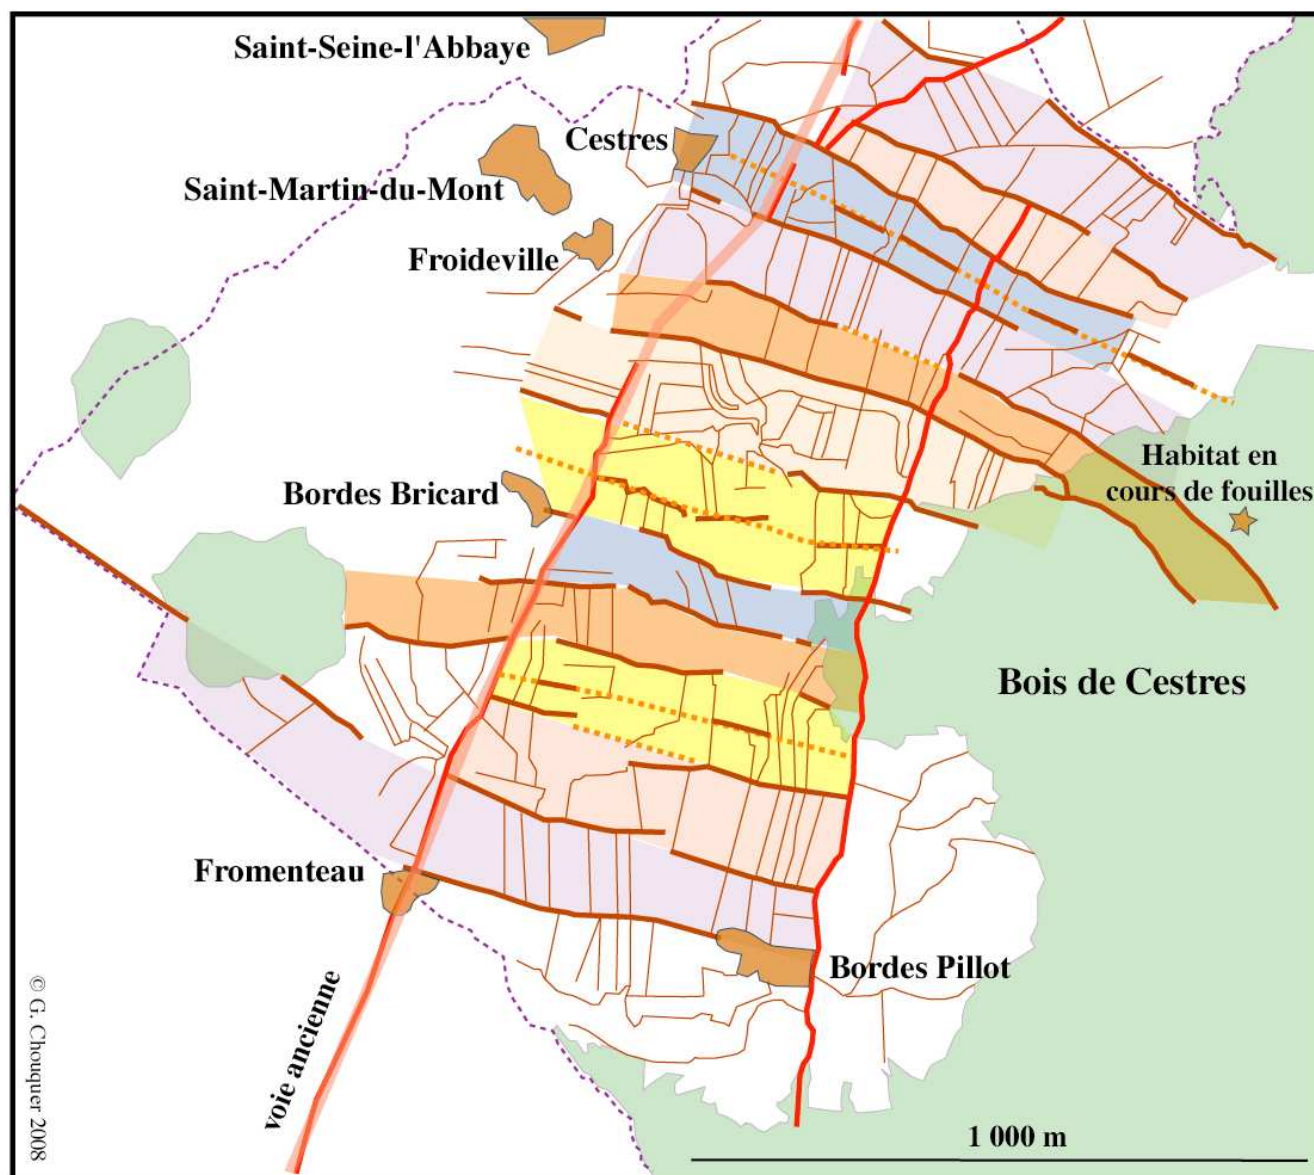 Saint-Seine-l'Abbaye
Cestres
Saint-Martin-du-Mont
Froideville
Habitat en
cours de fouilles
Bordes Bricard
Bois de Cestres
Fromenteau
Bordes Pillot
voie ancienne
© G. Chouquer 2008
1 000 m